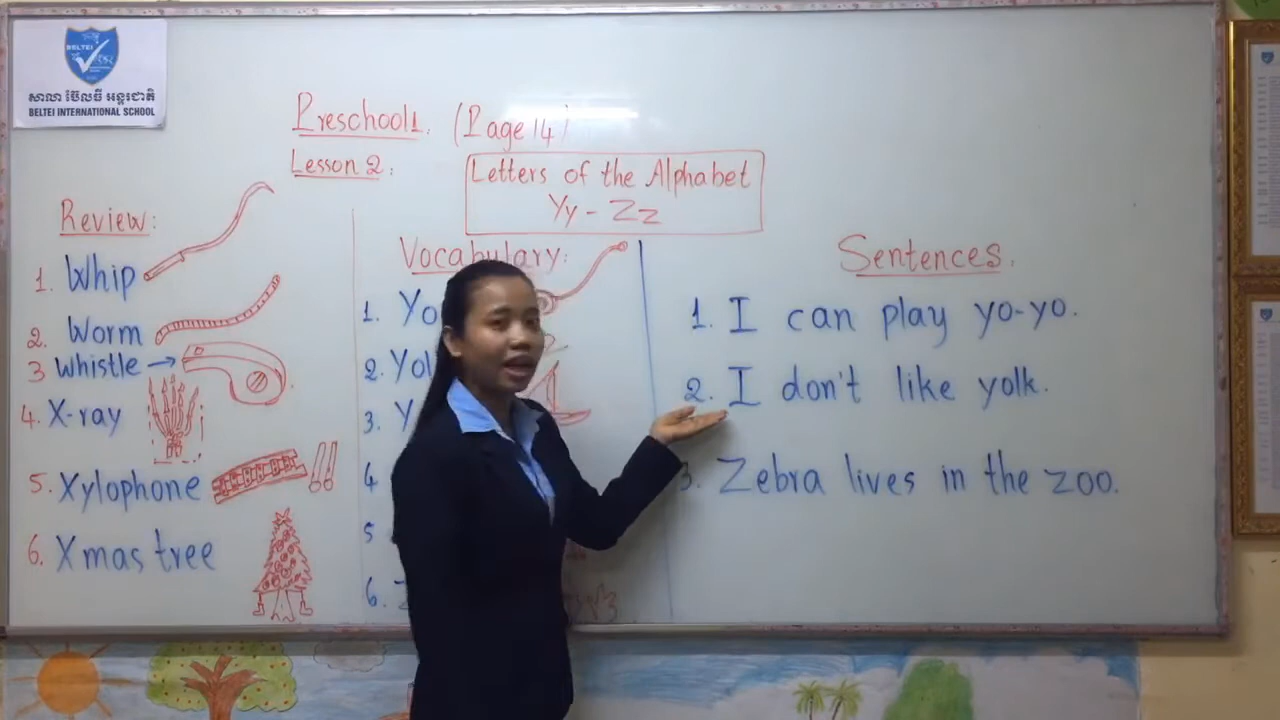 BELTEI
សាលា ប៊ែលធី អន្តរជាតិ
BELTEI INTERNATIONAL SCHOOL
Preschool 1. (Page 14)
Lesson 2:
Letters of the Alphabet
Yy - Zz
Review:
1. Whip
2. Worm
3 Whistle →
4. X-ray
5. Xylophone
6. Xmas tree
Vocabulary:
1. Yo
2. Yol
3. Y
4
5
6.
Sentences.
1. I can play yo-yo.
2. I don't like yolk.
3. Zebra lives in the zoo.